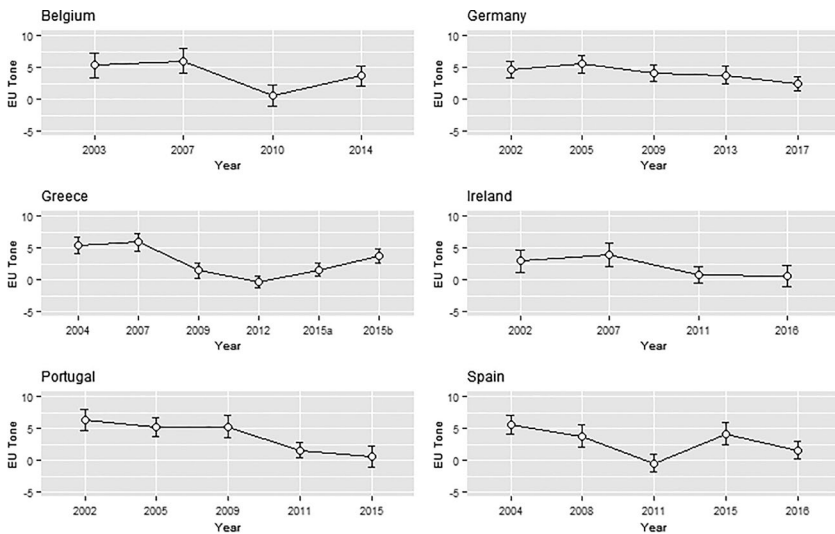 Belgium
10
5
0
-5
EU Tone
2003 2007 2010 2014
Year
Germany
10
5
0
-5
EU Tone
2002 2005 2009 2013 2017
Year
Greece
10
5
0
-5
EU Tone
2004 2007 2009 2012 2015a 2015b
Year
Ireland
10
5
0
-5
EU Tone
2002 2007 2011 2016
Year
Portugal
10
5
0
-5
EU Tone
2002 2005 2009 2011 2015
Year
Spain
10
5
0
-5
EU Tone
2004 2008 2011 2015 2016
Year